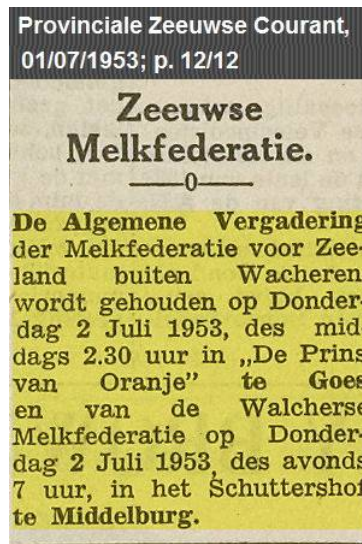 Provinciale Zeeuwse Courant,
01/07/1953; p. 12/12
Zeeuwse
Melkfederatie.
—0—
De Algemene Vergadering
der Melkfederatie voor Zee-
land buiten Wacheren
wordt gehouden op Donder-
dag 2 Juli 1953, des mid
dags 2.30 uur in „De Prins
van Oranje” te Goes
en van de Walcherse
Melkfederatie op Donder-
dag 2 Juli 1953, des avonds
7 uur, in het Schuttershof
te Middelburg.